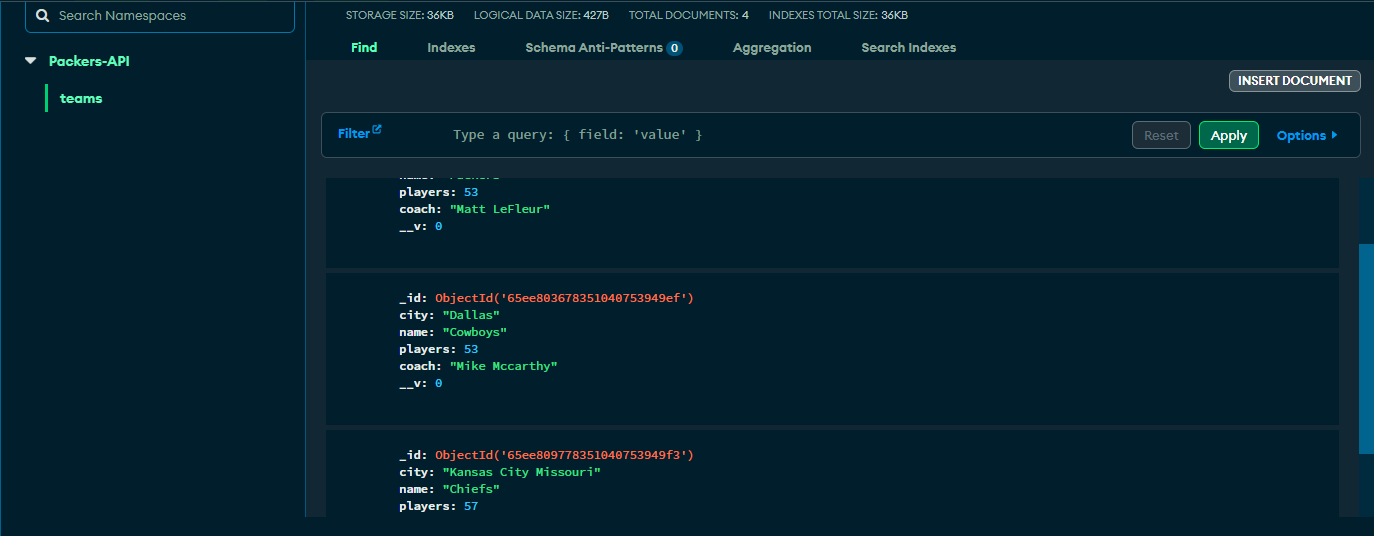 Search Namespaces
Packers-API
teams
STORAGE SIZE: 36KB LOGICAL DATA SIZE: 427B TOTAL DOCUMENTS: 4 INDEXES TOTAL SIZE: 36KB
Find Indexes Schema Anti-Patterns 0 Aggregation Search Indexes
INSERT DOCUMENT
Filter Type a query: { field: 'value' } Reset Apply Options
players: 53
coach: "Matt LeFleur"
__v: 0
_id: ObjectId('65ee803678351040753949ef')
city: "Dallas"
name: "Cowboys"
players: 53
coach: "Mike Mccarthy"
__v: 0
_id: ObjectId('65ee809778351040753949f3')
city: "Kansas City Missouri"
name: "Chiefs"
players: 57